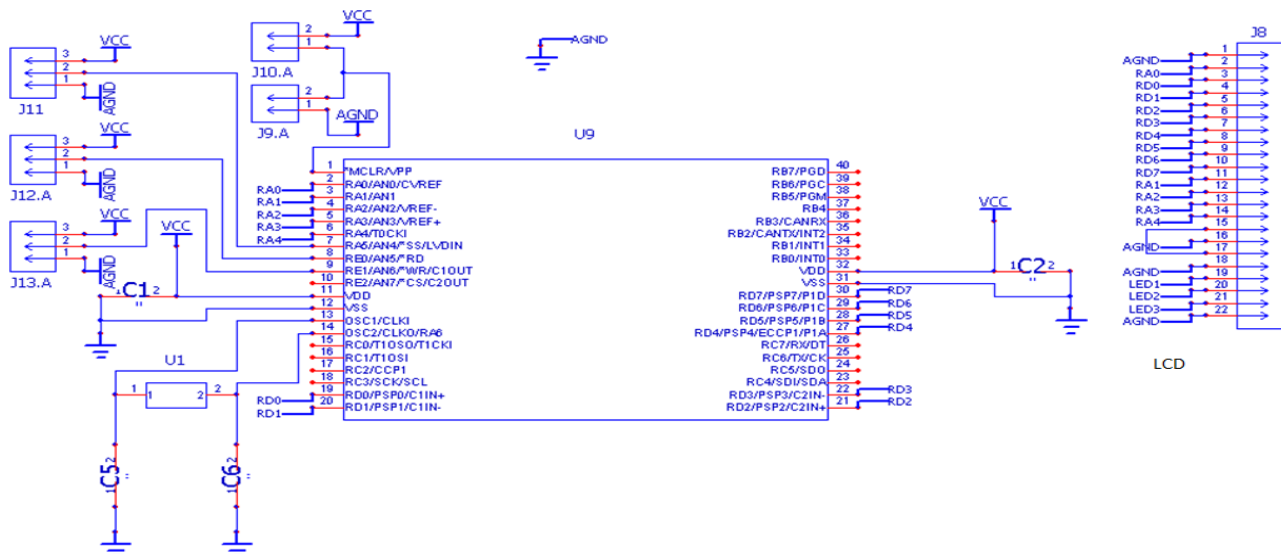 VCC
3
2
1
AGND
J11
VCC
3
2
1
AGND
J12.A
VCC
3
2
1
AGND
J13.A
VCC
2
1
J10.A
2
1
AGND
J9.A
AGND
VCC
1 C1 2
"
U9
1 *MCLR/VPP
RA0 2 RA0/AN0/CVREF
RA1 3 RA1/AN1
RA2 4 RA2/AN2/VREF-
RA3 5 RA3/AN3/VREF+
RA4 6 RA4/T0CKI
7 RA5/AN4/*SS/LVDIN
8 RE0/AN5/*RD
9 RE1/AN6/*WR/C1OUT
10 RE2/AN7/*CS/C2OUT
11 VDD
12 VSS
13 OSC1/CLKI
14 OSC2/CLKO/RA6
15 RC0/T1OSO/T1CKI
16 RC1/T1OSI
17 RC2/CCP1
18 RC3/SCK/SCL
RD0 19 RD0/PSP0/C1IN+
RD1 20 RD1/PSP1/C1IN-
RB7/PGD 40
RB6/PGC 39
RB5/PGM 38
RB4 37
RB3/CANRX 36
RB2/CANTX/INT2 35
RB1/INT1 34
RB0/INT0 33
VDD 32
VSS 31
RD7/PSP7/P1D 30 RD7
RD6/PSP6/P1C 29 RD6
RD5/PSP5/P1B 28 RD5
RD4/PSP4/ECCP1/P1A 27 RD4
RC7/RX/DT 26
RC6/TX/CK 25
RC5/SDO 24
RC4/SDI/SDA 23
RD3/PSP3/C2IN- 22 RD3
RD2/PSP2/C2IN+ 21 RD2
U1
1 1 2 2
1 C5 2
"
1 C6 2
"
VCC
1 C2 2
"
J8
AGND 1
RA0 2
RD0 3
RD1 4
RD2 5
RD3 6
RD4 7
RD5 8
RD6 9
RD7 10
RA1 11
RA2 12
RA3 13
RA4 14
15
AGND 16
17
AGND 18
LED1 19
LED2 20
LED3 21
AGND 22
LCD